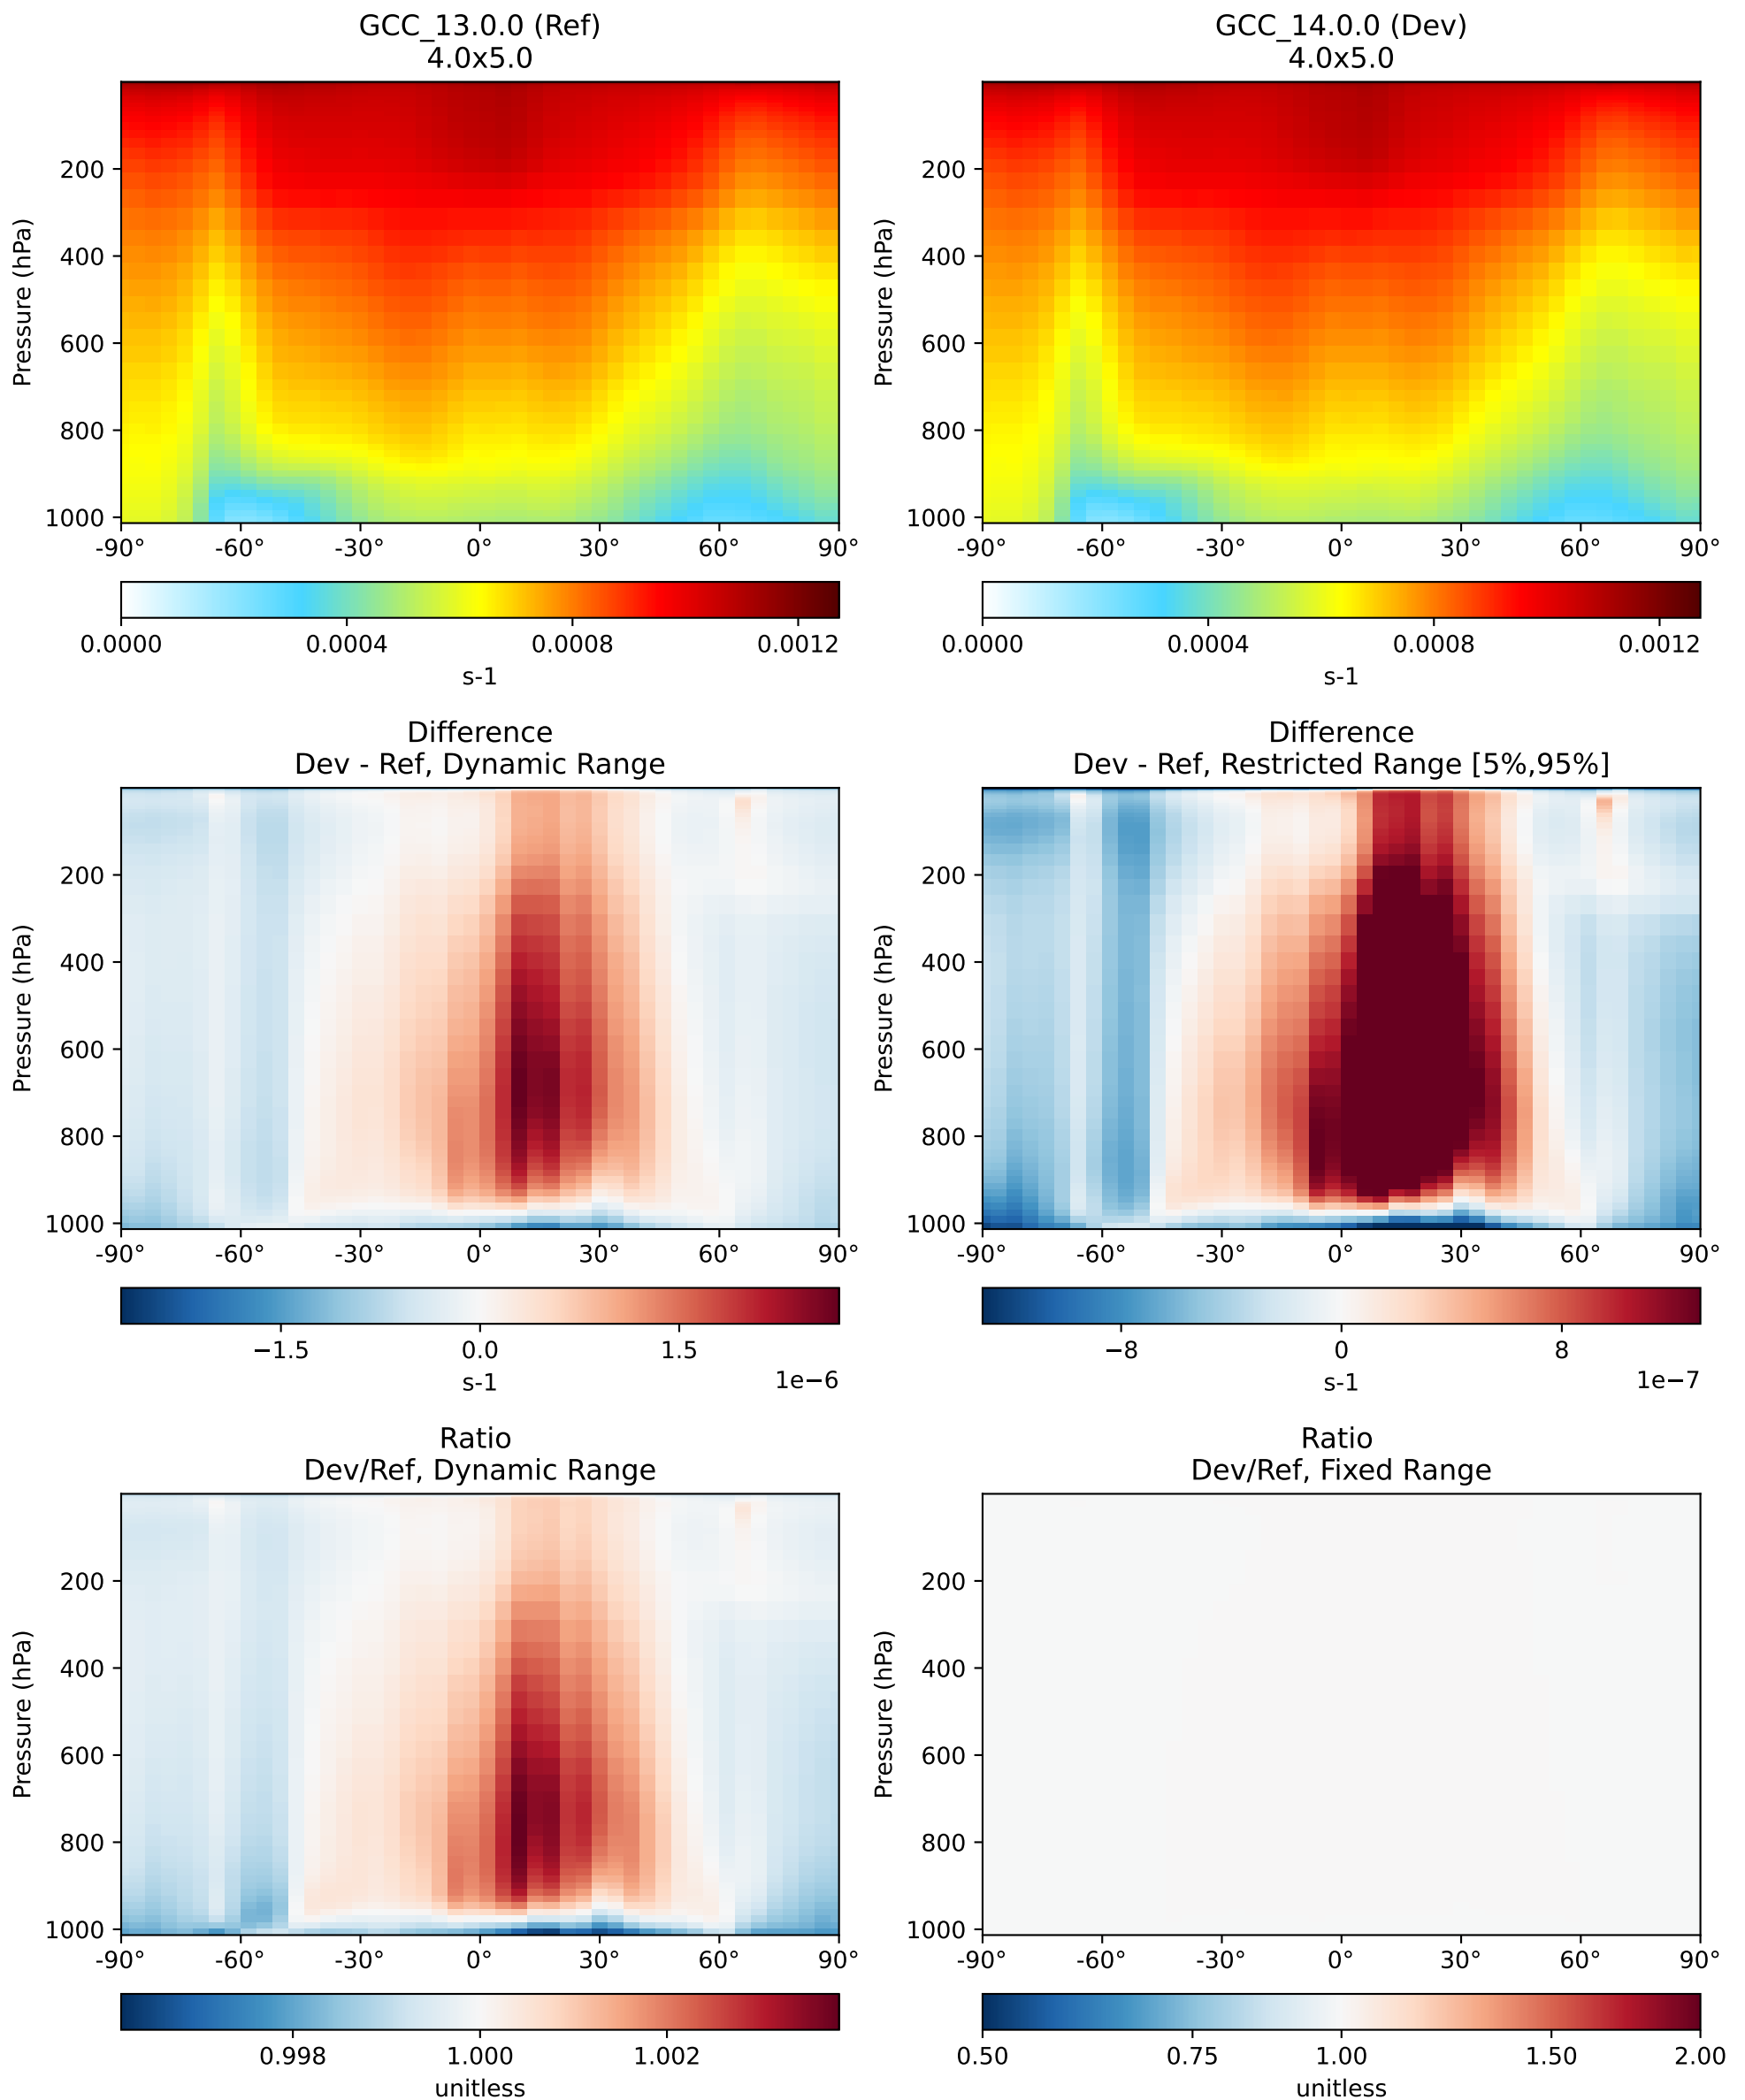 GCC_13.0.0 (Ref)
4.0x5.0
GCC_14.0.0 (Dev)
4.0x5.0
Pressure (hPa)
200
400
600
800
1000
-90° -60° -30° 0° 30° 60° 90°
0.0000 0.0004 0.0008 0.0012
s-1
Pressure (hPa)
200
400
600
800
1000
-90° -60° -30° 0° 30° 60° 90°
0.0000 0.0004 0.0008 0.0012
s-1
Difference
Dev - Ref, Dynamic Range
Pressure (hPa)
200
400
600
800
1000
-90° -60° -30° 0° 30° 60° 90°
−1.5 0.0 1.5
s-1 1e−6
Difference
Dev - Ref, Restricted Range [5%,95%]
Pressure (hPa)
200
400
600
800
1000
-90° -60° -30° 0° 30° 60° 90°
−8 0 8
s-1 1e−7
Ratio
Dev/Ref, Dynamic Range
Pressure (hPa)
200
400
600
800
1000
-90° -60° -30° 0° 30° 60° 90°
0.998 1.000 1.002
unitless
Ratio
Dev/Ref, Fixed Range
Pressure (hPa)
200
400
600
800
1000
-90° -60° -30° 0° 30° 60° 90°
0.50 0.75 1.00 1.50 2.00
unitless